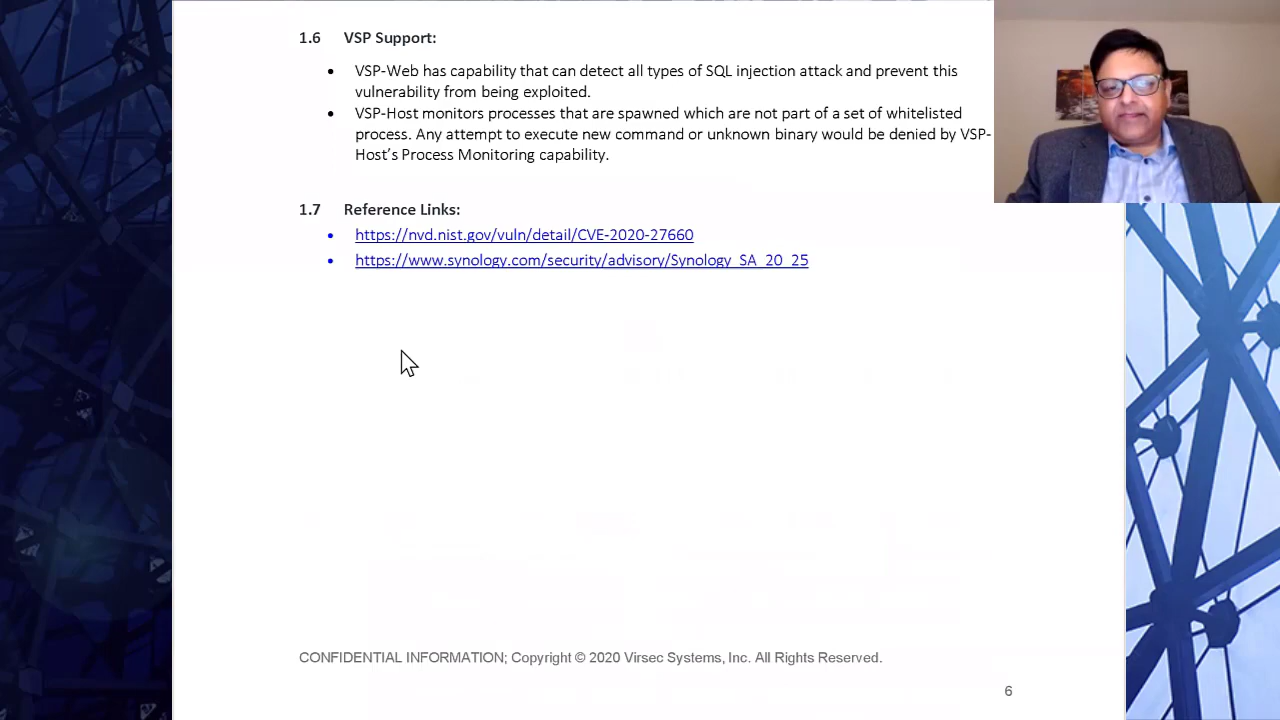 1.6 VSP Support:
• VSP-Web has capability that can detect all types of SQL injection attack and prevent this
vulnerability from being exploited.
• VSP-Host monitors processes that are spawned which are not part of a set of whitelisted
process. Any attempt to execute new command or unknown binary would be denied by VSP-
Host's Process Monitoring capability.
1.7 Reference Links:
• https://nvd.nist.gov/vuln/detail/CVE-2020-27660
• https://www.synology.com/security/advisory/Synology_SA_20_25
CONFIDENTIAL INFORMATION; Copyright © 2020 Virsec Systems, Inc. All Rights Reserved.
6